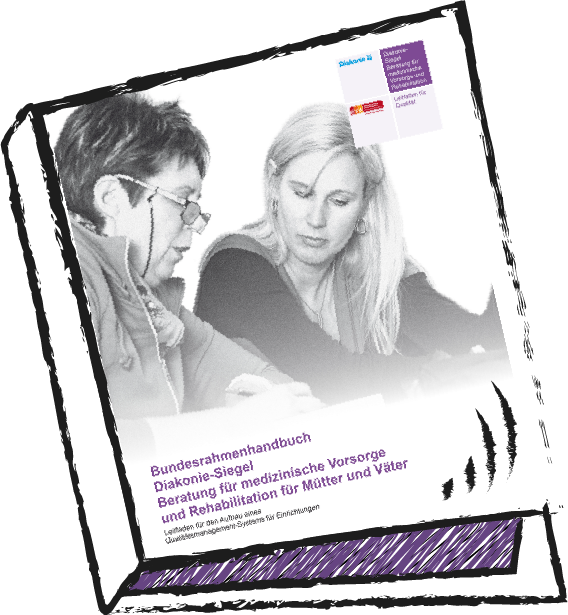 Diakonie
Diakonie-
Siegel
Beratung für
medizinische
Vorsorge und
Rehabilitation
Leitfaden für
Qualität
Bundesrahmenhandbuch
Diakonie-Siegel
Beratung für medizinische Vorsorge
und Rehabilitation für Mütter und Väter
Leitfaden für den Aufbau eines
Qualitätsmanagement-Systems für Einrichtungen